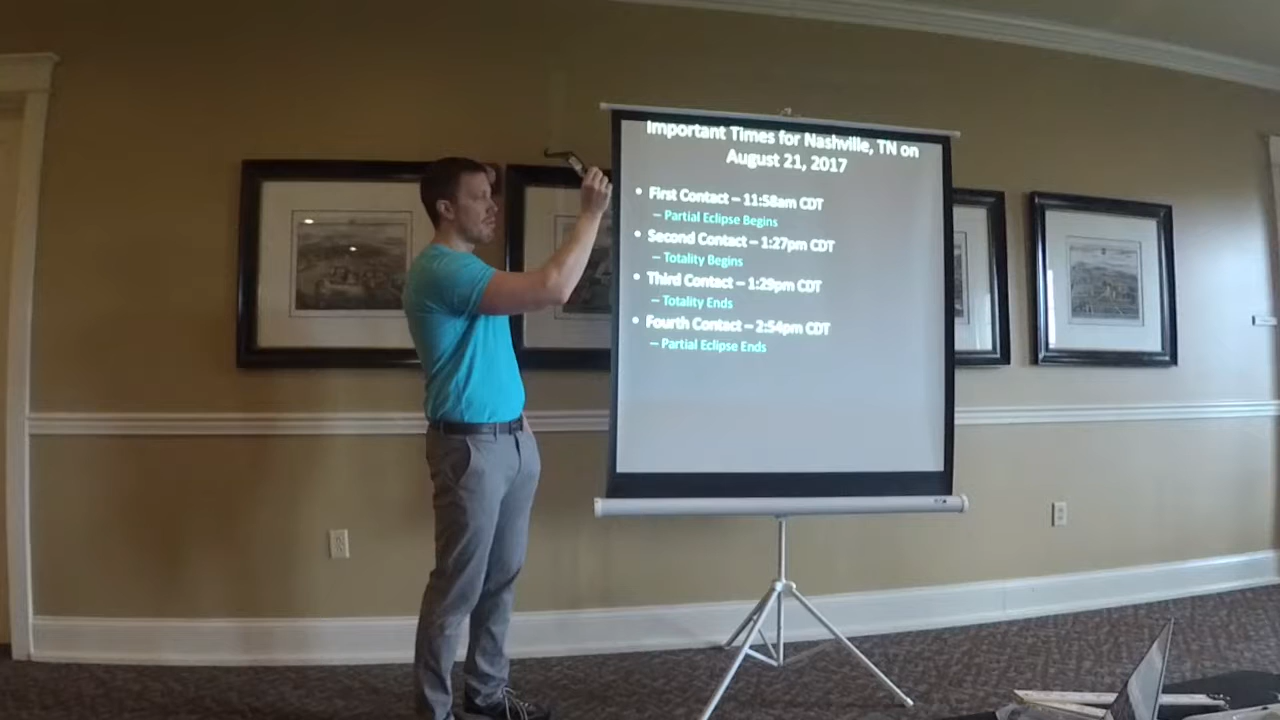 Important Times for Nashville, TN on
August 21, 2017
• First Contact – 11:58am CDT
– Partial Eclipse Begins
• Second Contact – 1:27pm CDT
– Totality Begins
• Third Contact – 1:29pm CDT
– Totality Ends
• Fourth Contact – 2:54pm CDT
– Partial Eclipse Ends